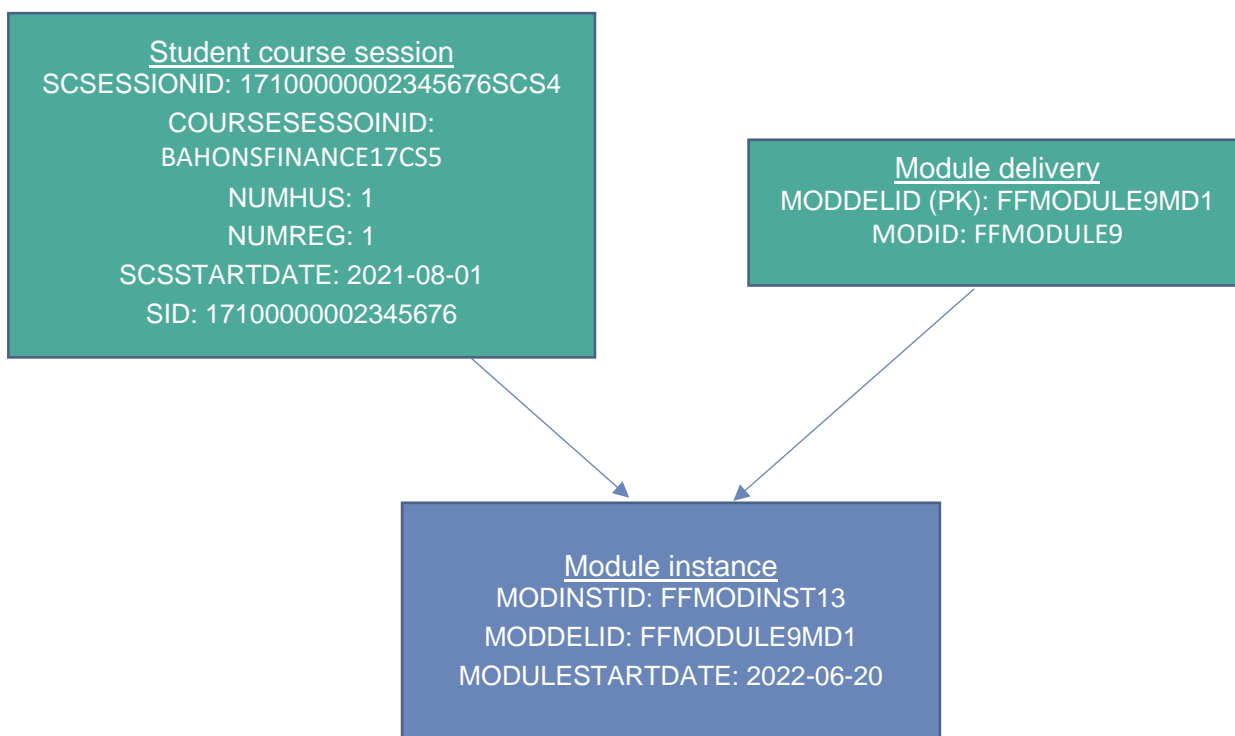 Student course session
SCSESSIONID: 17100000002345676SCS4
COURSESESSOINID:
BAHONSFINANCE17CS5
NUMHUS: 1
NUMREG: 1
SCSSTARTDATE: 2021-08-01
SID: 17100000002345676
Module delivery
MODDELID (PK): FFMODULE9MD1
MODID: FFMODULE9
Module instance
MODINSTID: FFMODINST13
MODDELID: FFMODULE9MD1
MODULESTARTDATE: 2022-06-20